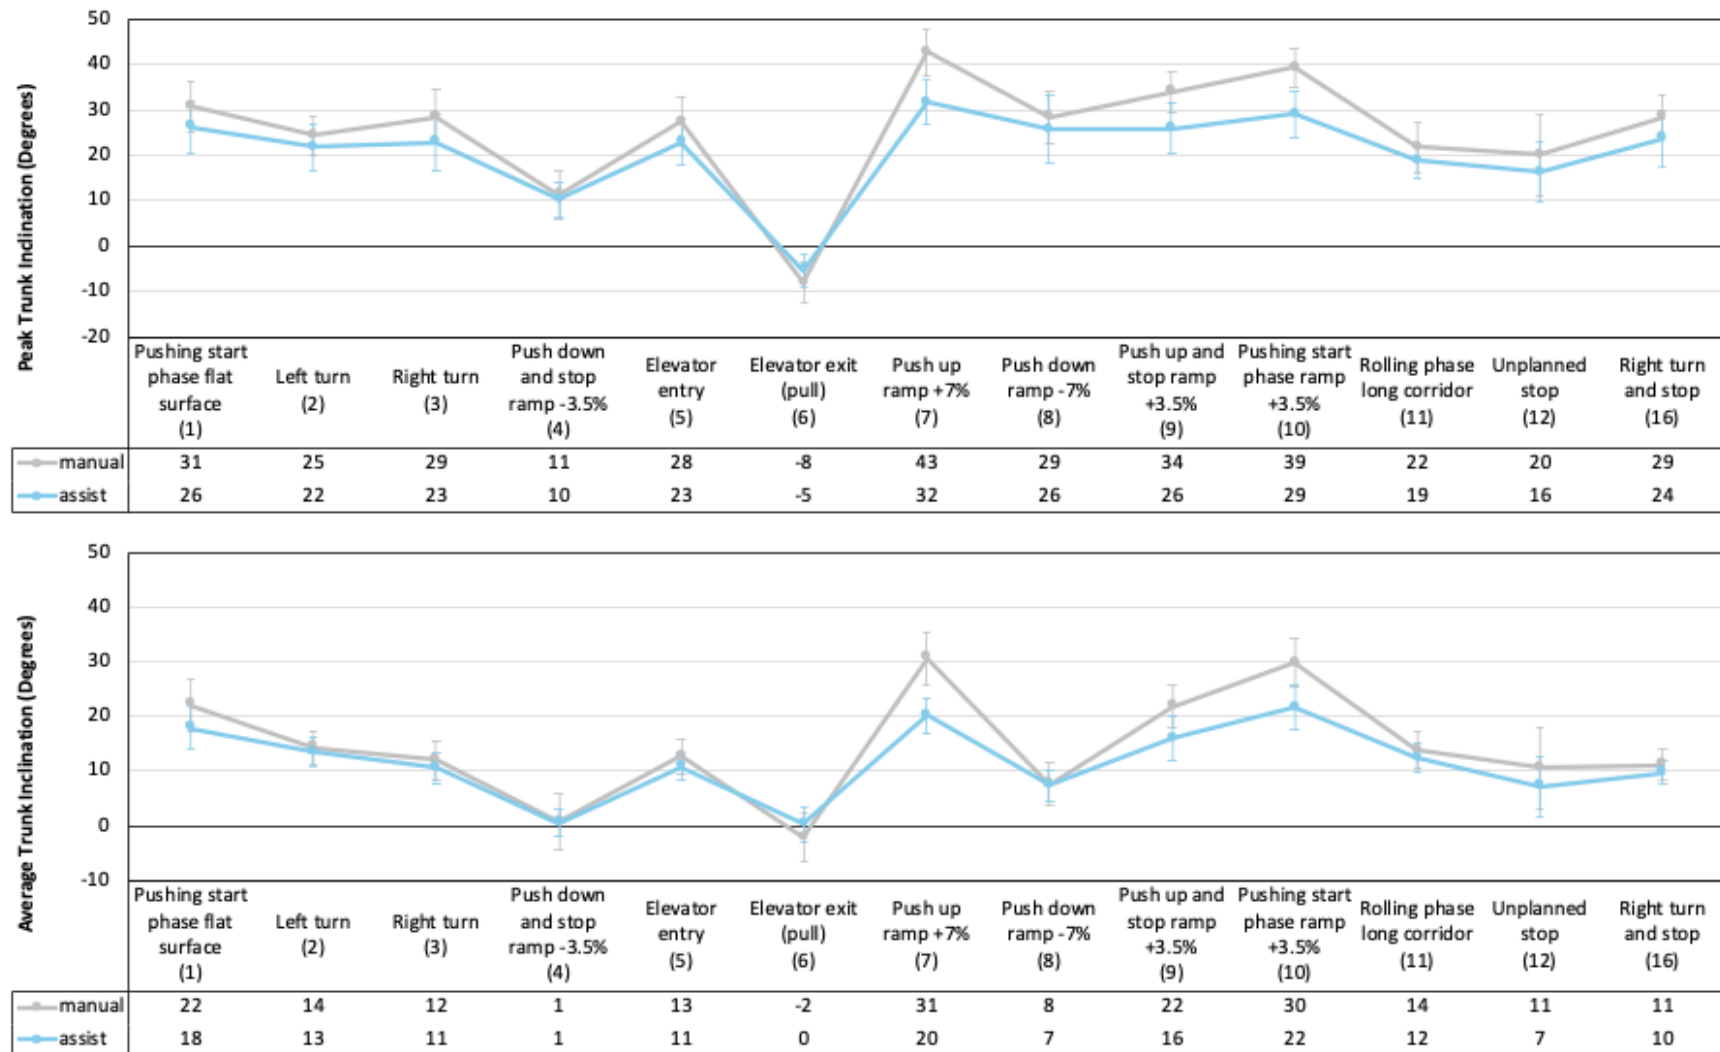 Peak Trunk Indination (Degrees)
50
40
30
20
10
0
-10
-20
Pushing start phase flat surface (1)
Left turn (2)
Right turn (3)
Push down and stop ramp -3.5% (4)
Elevator entry (5)
Elevator exit (pull) (6)
Push up ramp +7% (7)
Push down ramp -7% (8)
Push up and stop ramp +3.5% (9)
Pushing start phase ramp +3.5% (10)
Rolling phase long corridor (11)
Unplanned stop (12)
Right turn and stop (16)
manual 31 25 29 11 28 -8 43 29 34 39 22 20 29
assist 26 22 23 10 23 -5 32 26 26 29 19 16 24
Average Trunk Inclination (Degrees)
50
40
30
20
10
0
-10
Pushing start phase flat surface (1)
Left turn (2)
Right turn (3)
Push down and stop ramp -3.5% (4)
Elevator entry (5)
Elevator exit (pull) (6)
Push up ramp +7% (7)
Push down ramp -7% (8)
Push up and stop ramp +3.5% (9)
Pushing start phase ramp +3.5% (10)
Rolling phase long corridor (11)
Unplanned stop (12)
Right turn and stop (16)
manual 22 14 12 1 13 -2 31 8 22 30 14 11 11
assist 18 13 11 1 11 0 20 7 16 22 12 7 10